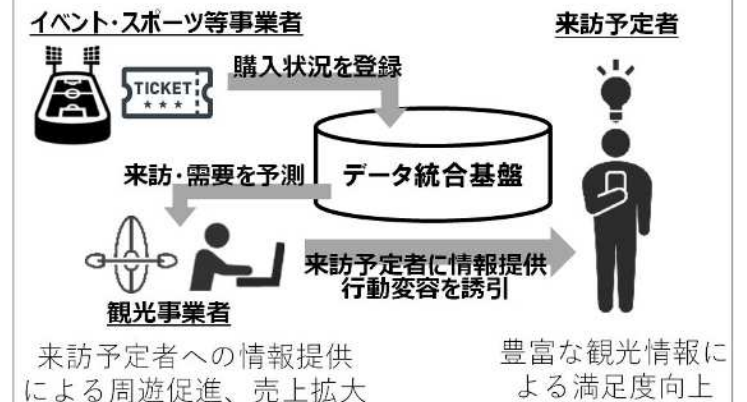 イベント・スポーツ等事業者
来訪予定者
購入状況を登録
TICKET
来訪・需要を予測
データ統合基盤
来訪予定者に情報提供
行動変容を誘引
観光事業者
来訪予定者への情報提供
による周遊促進、売上拡大
豊富な観光情報に
よる満足度向上